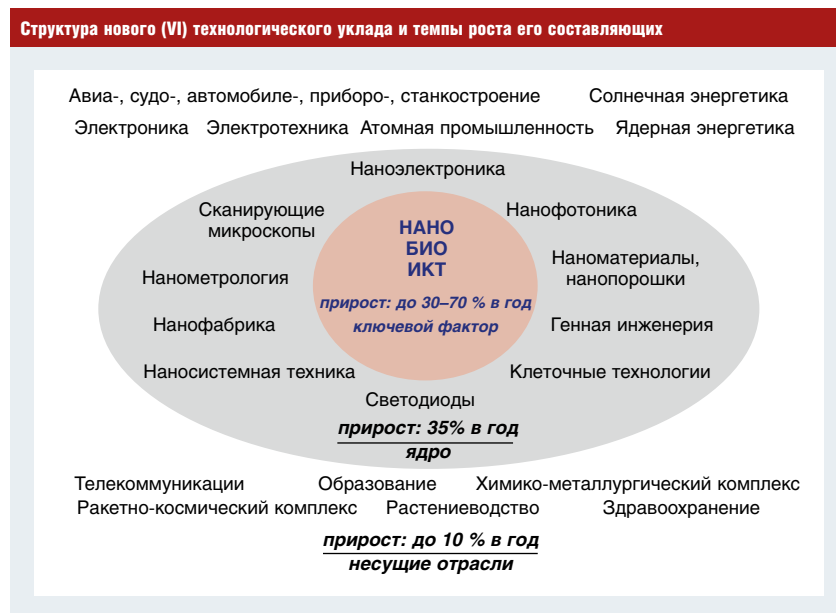 Структура нового (VI) технологического уклада и темпы роста его составляющих
Авиа-, судо-, автомобиле-, приборо-, станкостроение Солнечная энергетика
Электроника Электротехника Атомная промышленность Ядерная энергетика
Наноэлектроника
Сканирующие
микроскопы
Нанофотоника
НАНО
БИО
ИКТ
Наноматериалы,
нанопорошки
Нанометрология
прирост: до 30–70 % в год
ключевой фактор
Нанофабрика
Генная инженерия
Наносистемная техника
Клеточные технологии
Светодиоды
прирост: 35% в год
ядро
Телекоммуникации Образование Химико-металлургический комплекс
Ракетно-космический комплекс Растениеводство Здравоохранение
прирост: до 10 % в год
несущие отрасли